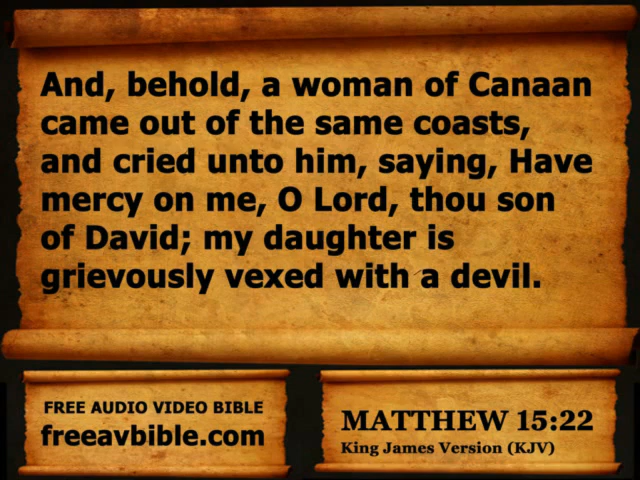 And, behold, a woman of Canaan
came out of the same coasts,
and cried unto him, saying, Have
mercy on me, O Lord, thou son
of David; my daughter is
grievously vexed with a devil.
FREE AUDIO VIDEO BIBLE
freeavbible.com
MATTHEW 15:22
King James Version (KJV)